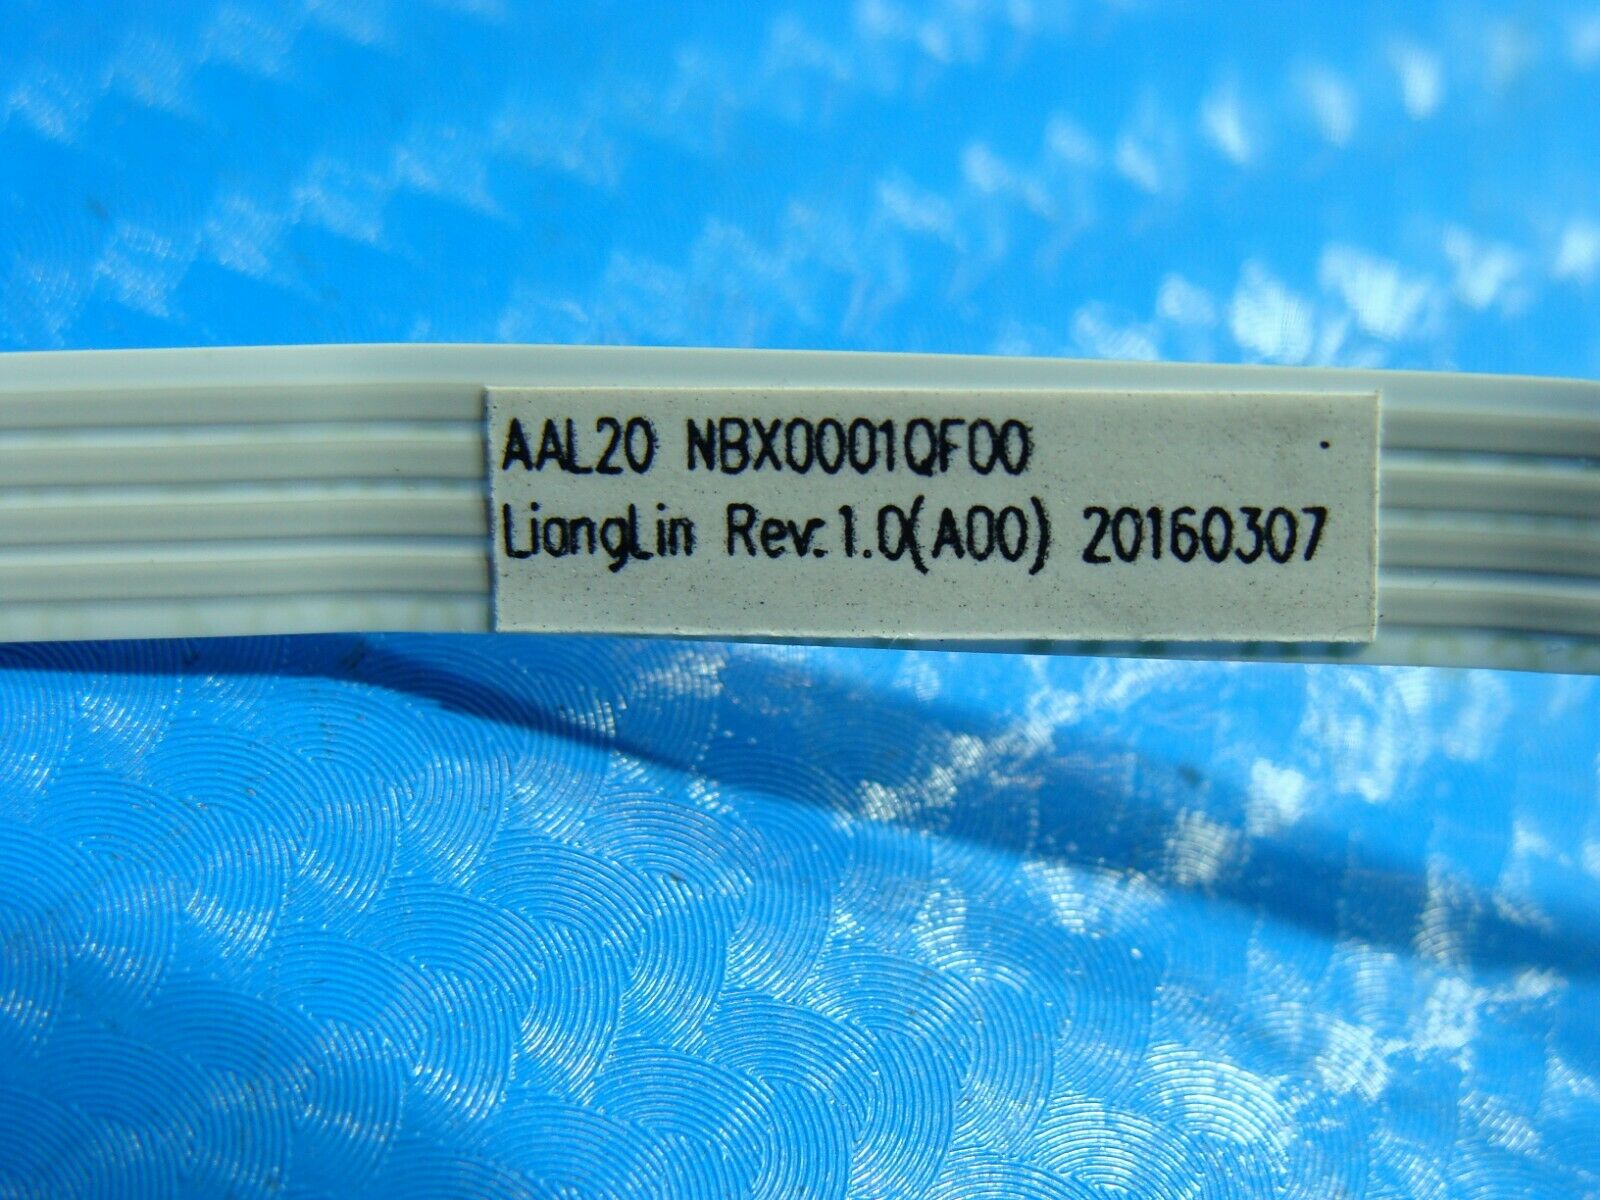 AAL20 NBX0001QF00
LiangLin Rev:1.0(A00) 20160307